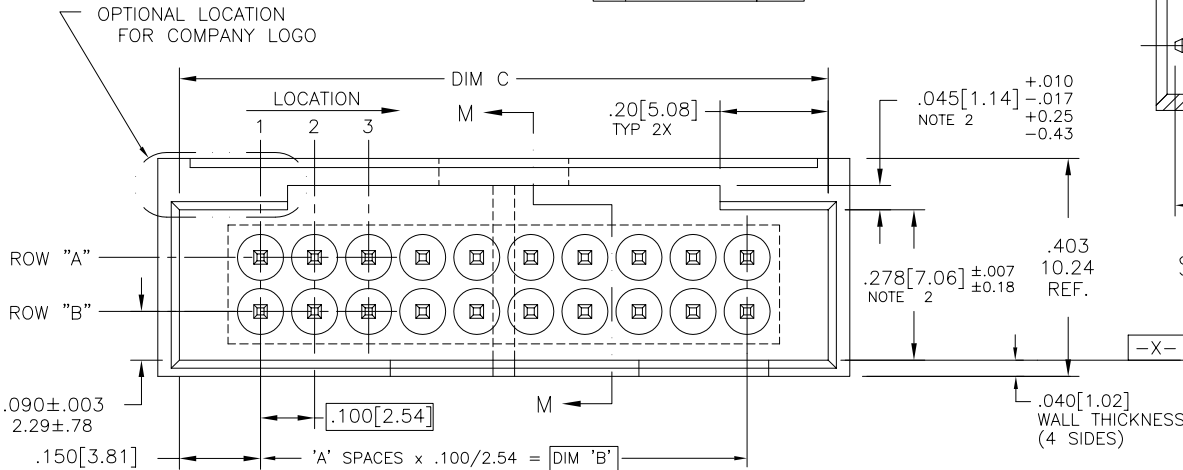 OPTIONAL LOCATION
FOR COMPANY LOGO
DIM C
LOCATION
1 2 3
M
.20[5.08]
TYP 2X
.045[1.14] +.010 -.017
NOTE 2 +0.25 -0.43
ROW "A"
ROW "B"
.403
10.24
REF.
.278[7.06] ±.007
NOTE 2 ±0.18
-X-
.090±.003
2.29±.78
.100[2.54]
M
.040[1.02]
WALL THICKNESS
(4 SIDES)
.150[3.81]
'A' SPACES x .100/2.54 = DIM 'B'